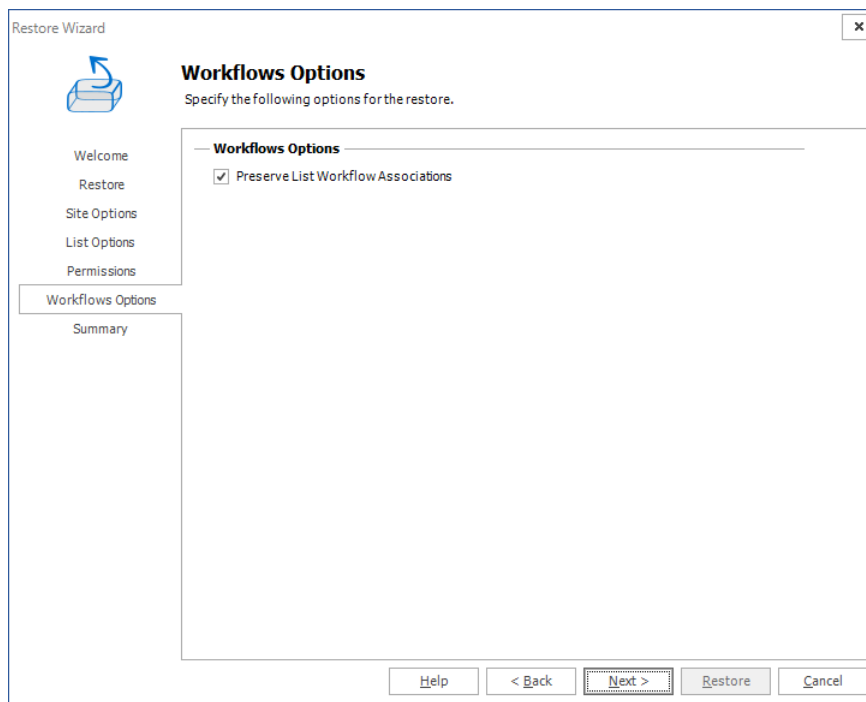 Restore Wizard
Workflows Options
Specify the following options for the restore.
Welcome
Restore
Site Options
List Options
Permissions
Workflows Options
Summary
Workflows Options
Preserve List Workflow Associations
Help
< Back
Next >
Restore
Cancel